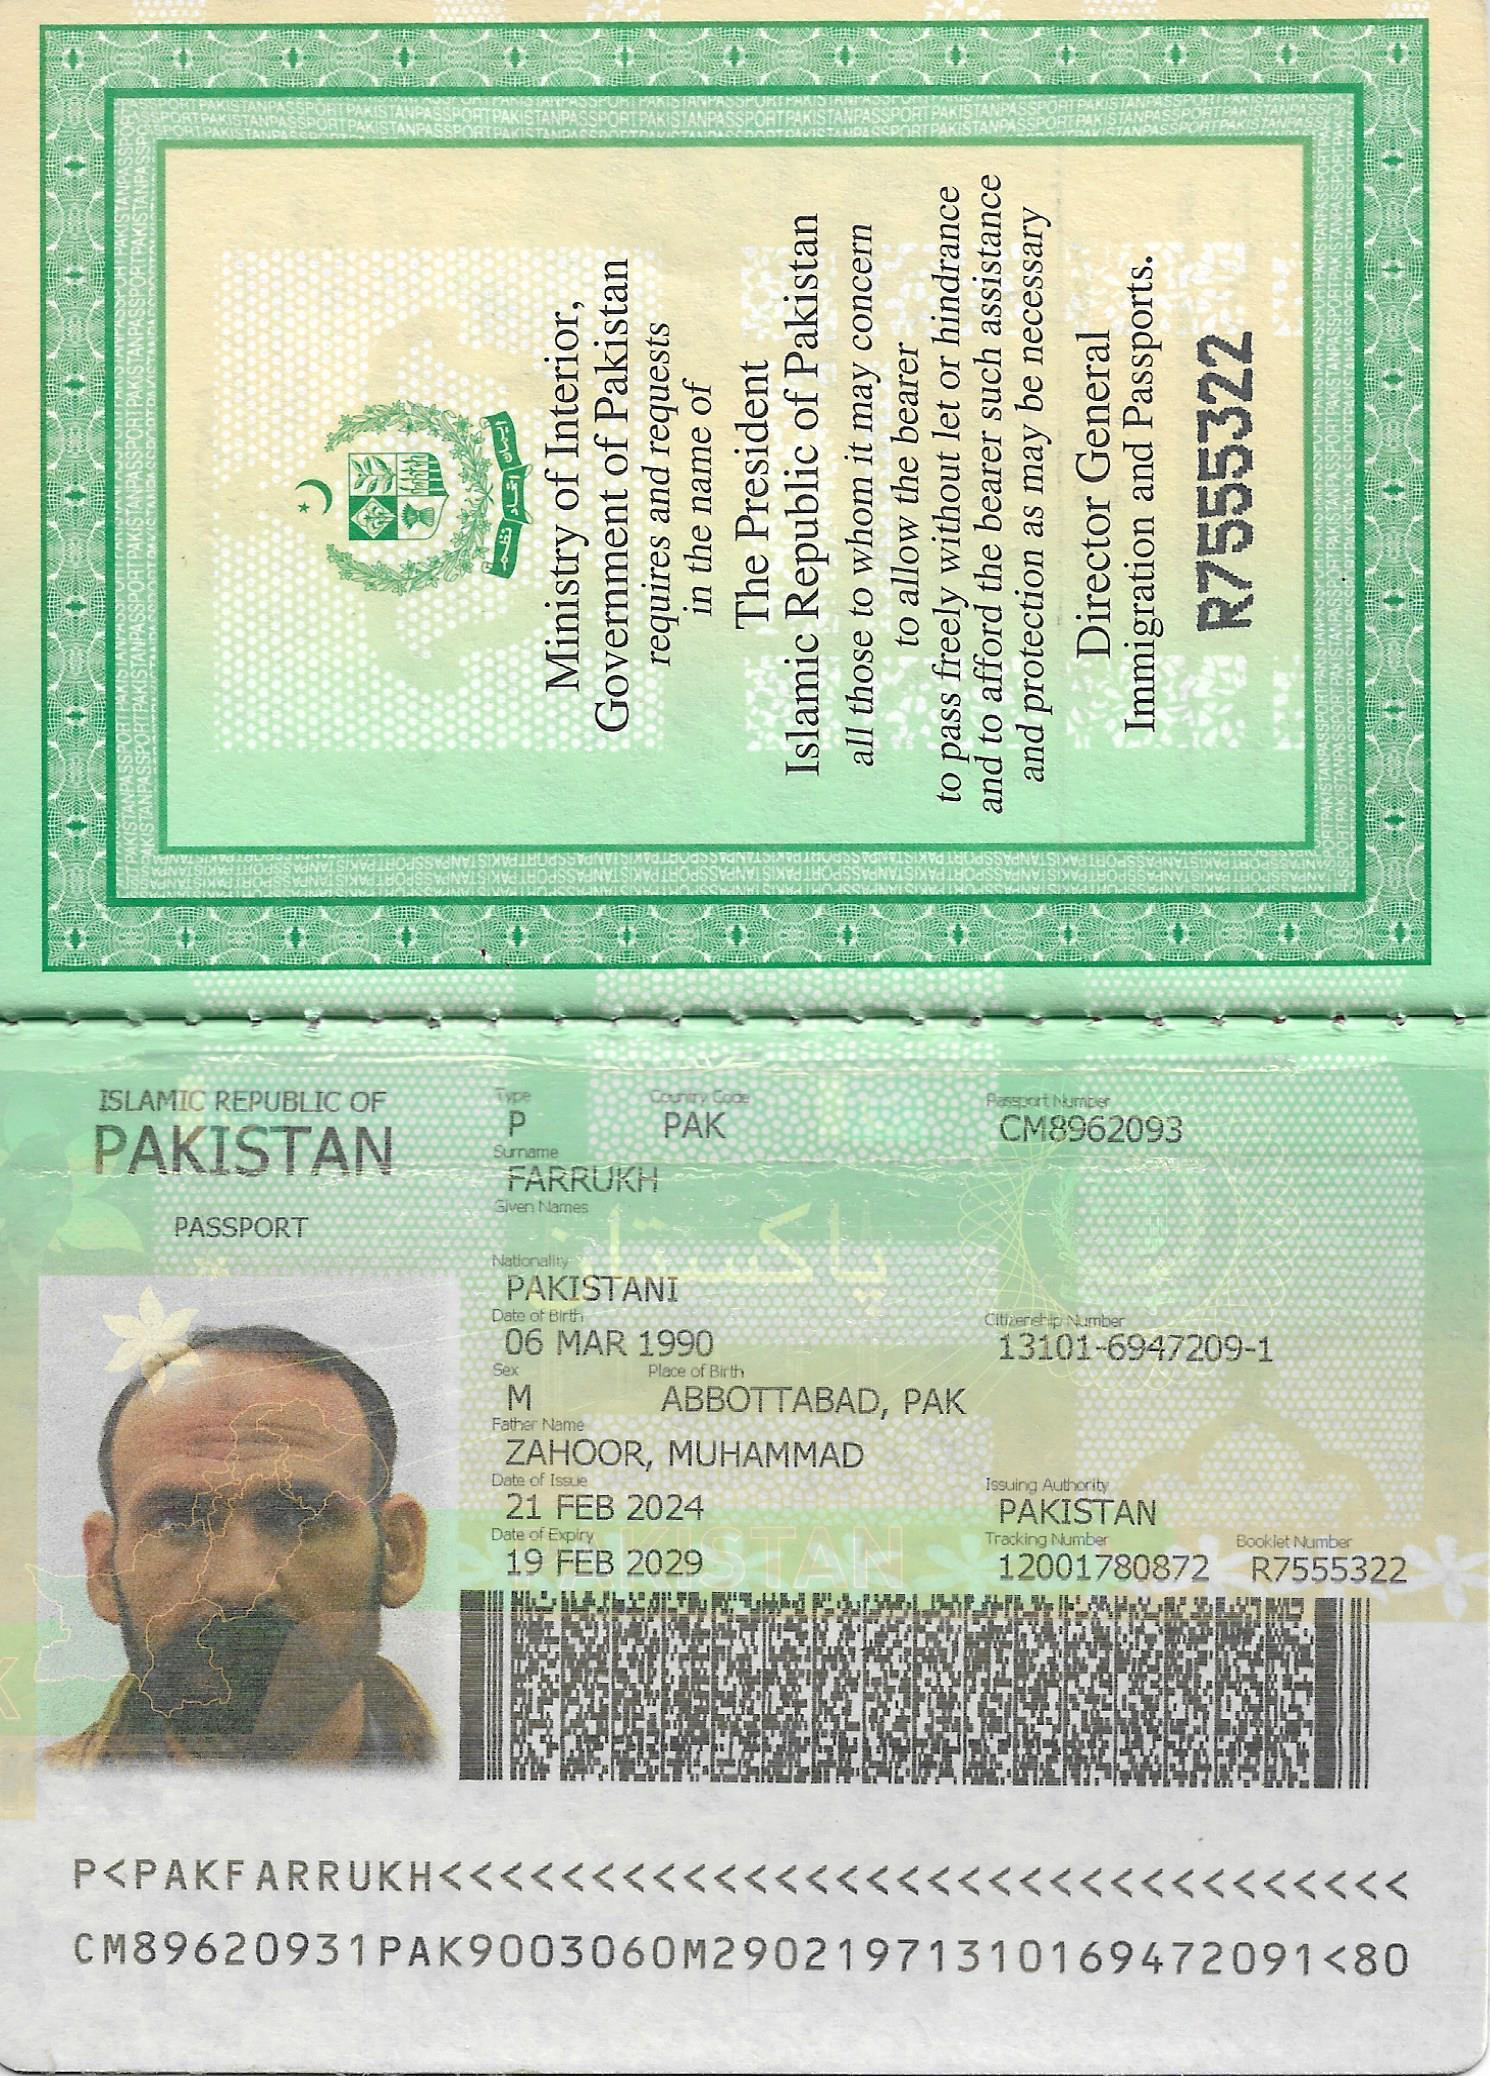 Ministry of Interior,
Government of Pakistan
requires and requests
in the name of
The President
Islamic Republic of Pakistan
all those to whom it may concern
to allow the bearer
to pass freely without let or hindrance
and to afford the bearer such assistance
and protection as may be necessary
Director General
Immigration and Passports.
R7555322
ISLAMIC REPUBLIC OF
PAKISTAN
PASSPORT
Type Country Code Passport Number
P PAK CM8962093
Surname
FARRUKH
Given Names
پاکستان
Nationality
PAKISTANI
Date of Birth Citizenship Number
06 MAR 1990 13101-6947209-1
Sex Place of Birth
M ABBOTTABAD, PAK
Father Name
ZAHOOR, MUHAMMAD
Date of Issue Issuing Authority
21 FEB 2024 PAKISTAN
Date of Expiry Tracking Number Booklet Number
19 FEB 2029 12001780872 R7555322
P<PAKFARRUKH<<<<<<<<<<<<<<<<<<<<<<<<<<<<<<<<
CM89620931PAK9003060M29021971310169472091<80